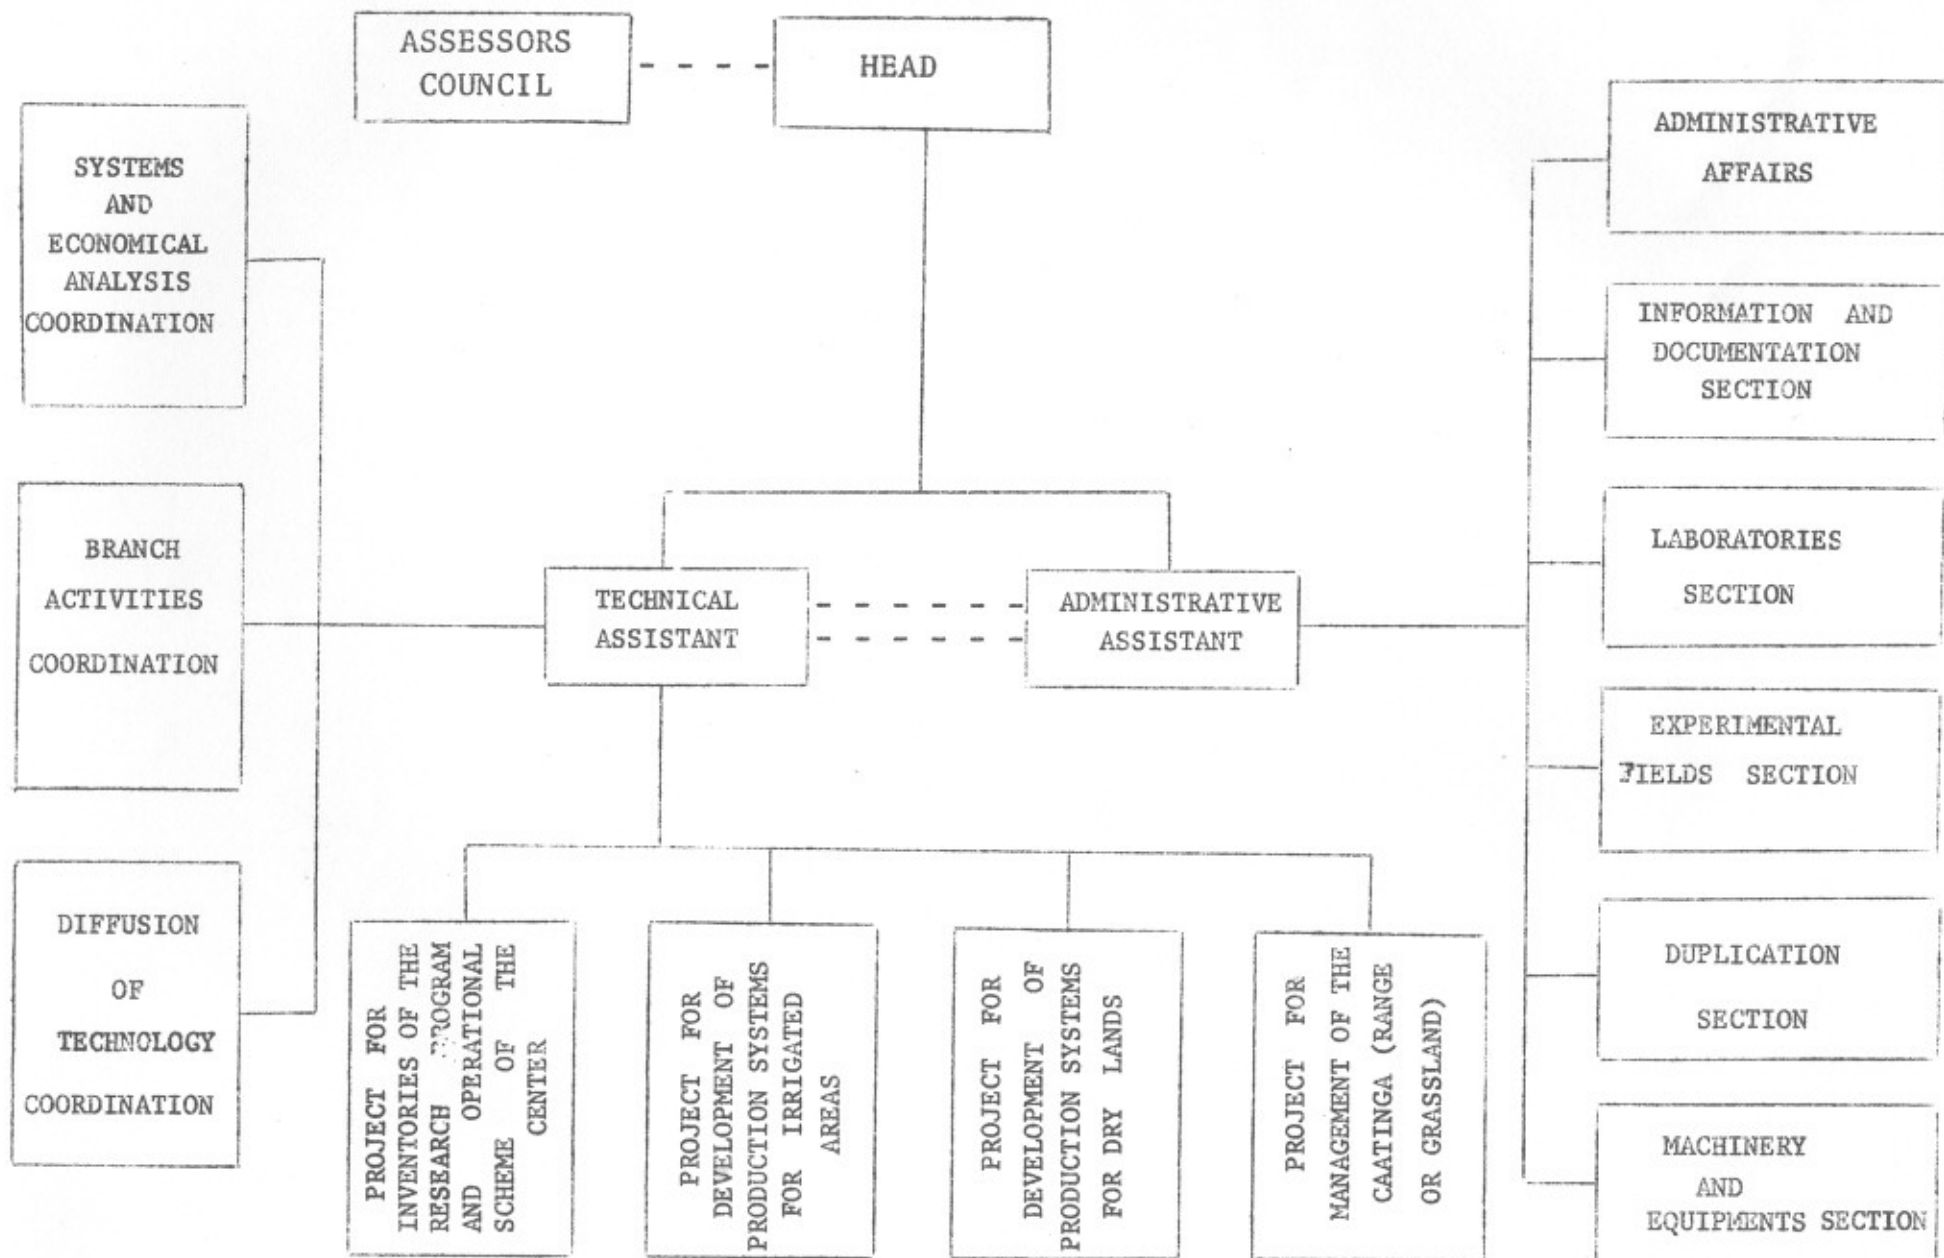 ASSESSORS
COUNCIL
HEAD
SYSTEMS
AND
ECONOMICAL
ANALYSIS
COORDINATION
BRANCH
ACTIVITIES
COORDINATION
DIFFUSION
OF
TECHNOLOGY
COORDINATION
TECHNICAL
ASSISTANT
ADMINISTRATIVE
ASSISTANT
PROJECT FOR
INVENTORIES OF THE
RESEARCH PROGRAM
AND OPERATIONAL
SCHEME OF THE
CENTER
PROJECT FOR
DEVELOPMENT OF
PRODUCTION SYSTEMS
FOR IRRIGATED
AREAS
PROJECT FOR
DEVELOPMENT OF
PRODUCTION SYSTEMS
FOR DRY LANDS
PROJECT FOR
MANAGEMENT OF THE
CAATINGA (RANGE
OR GRASSLAND)
ADMINISTRATIVE
AFFAIRS
INFORMATION AND
DOCUMENTATION
SECTION
LABORATORIES
SECTION
EXPERIMENTAL
FIELDS SECTION
DUPLICATION
SECTION
MACHINERY
AND
EQUIPMENTS SECTION